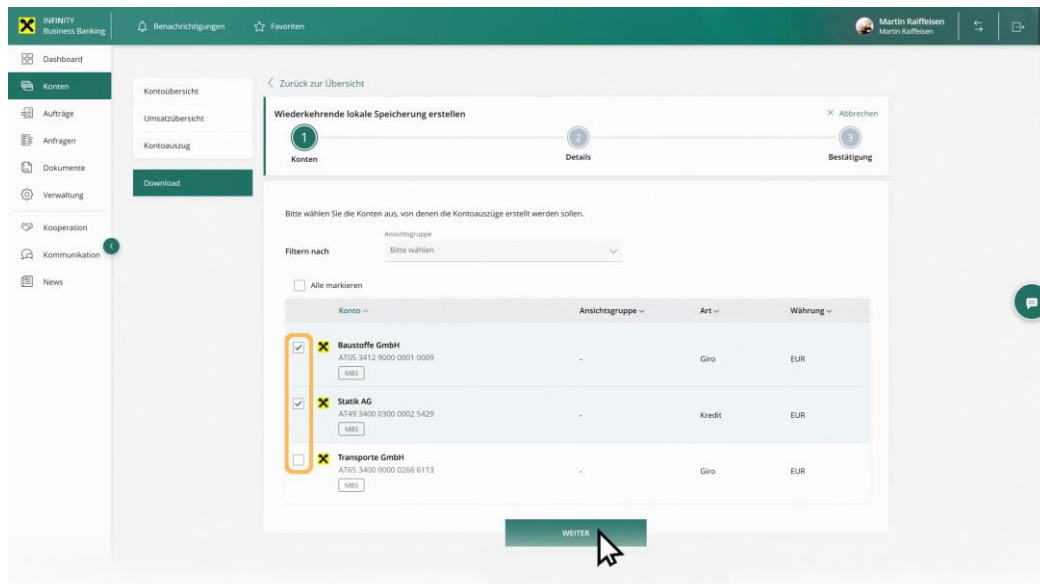 INFINITY
Business Banking
Benachrichtigungen
Favoriten
Martin Raiffeisen
Martin Raiffeisen
Dashboard
Konten
Aufträge
Anfragen
Dokumente
Verwaltung
Kooperation
Kommunikation
News
Kontoübersicht
Umsatzübersicht
Kontoauszug
Download
Zurück zur Übersicht
Wiederkehrende lokale Speicherung erstellen
Abbrechen
1
2
3
Konten
Details
Bestätigung
Bitte wählen Sie die Konten aus, von denen die Kontoauszüge erstellt werden sollen.
Ansichtsgruppe
Filtern nach
Bitte wählen
Alle markieren
Konto
Ansichtsgruppe
Art
Währung
Baustoffe GmbH
AT05 3412 9000 0001 0009
- Giro EUR
MBS
Statik AG
AT49 3400 0300 0002 5429
- Kredit EUR
MBS
Transporte GmbH
AT65 3400 0000 0266 6113
- Giro EUR
MBS
WEITER